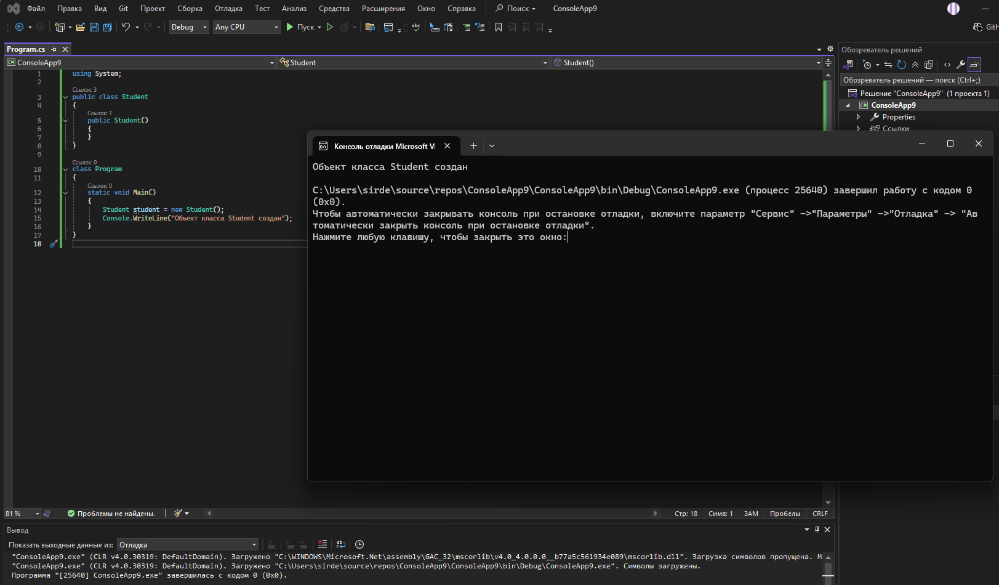 Файл Правка Вид Git Проект Сборка Отладка Тест Анализ Средства Расширения Окно Справка Поиск ConsoleApp9
Debug Any CPU Пуск
Program.cs
ConsoleApp9 Student Student()
1 using System;
2
Ссылок: 3
3 public class Student
4 {
Ссылок: 1
5 public Student()
6 {
7 }
8 }
9
Ссылок: 0
10 class Program
11 {
Ссылок: 0
12 static void Main()
13 {
14 Student student = new Student();
15 Console.WriteLine("Объект класса Student создан");
16 }
17 }
18
Консоль отладки Microsoft Vi
Объект класса Student создан
C:\Users\sirde\source\repos\ConsoleApp9\ConsoleApp9\bin\Debug\ConsoleApp9.exe (процесс 25640) завершил работу с кодом 0
(0x0).
Чтобы автоматически закрывать консоль при остановке отладки, включите параметр "Сервис" ->"Параметры" ->"Отладка" -> "Ав
томатически закрыть консоль при остановке отладки".
Нажмите любую клавишу, чтобы закрыть это окно:
Обозреватель решений
Обозреватель решений — поиск (Ctrl+;)
Решение "ConsoleApp9" (1 проекта 1)
ConsoleApp9
Properties
Ссылки
81 % Проблемы не найдены. Стр: 18 Симв: 1 ЗАМ Пробелы CRLF
Вывод
Показать выходные данные из: Отладка
"ConsoleApp9.exe" (CLR v4.0.30319: DefaultDomain). Загружено "C:\WINDOWS\Microsoft.Net\assembly\GAC_32\mscorlib\v4.0_4.0.0.0__b77a5c561934e089\mscorlib.dll". Загрузка символов пропущена.
"ConsoleApp9.exe" (CLR v4.0.30319: DefaultDomain). Загружено "C:\Users\sirde\source\repos\ConsoleApp9\ConsoleApp9\bin\Debug\ConsoleApp9.exe". Символы загружены.
Программа "[25640] ConsoleApp9.exe" завершилась с кодом 0 (0x0).